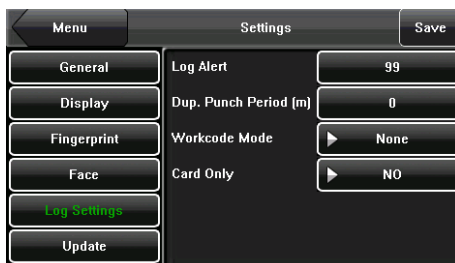 Menu
Settings
Save
General
Display
Fingerprint
Face
Log Settings
Update
Log Alert 99
Dup. Punch Period (m) 0
Workcode Mode None
Card Only NO